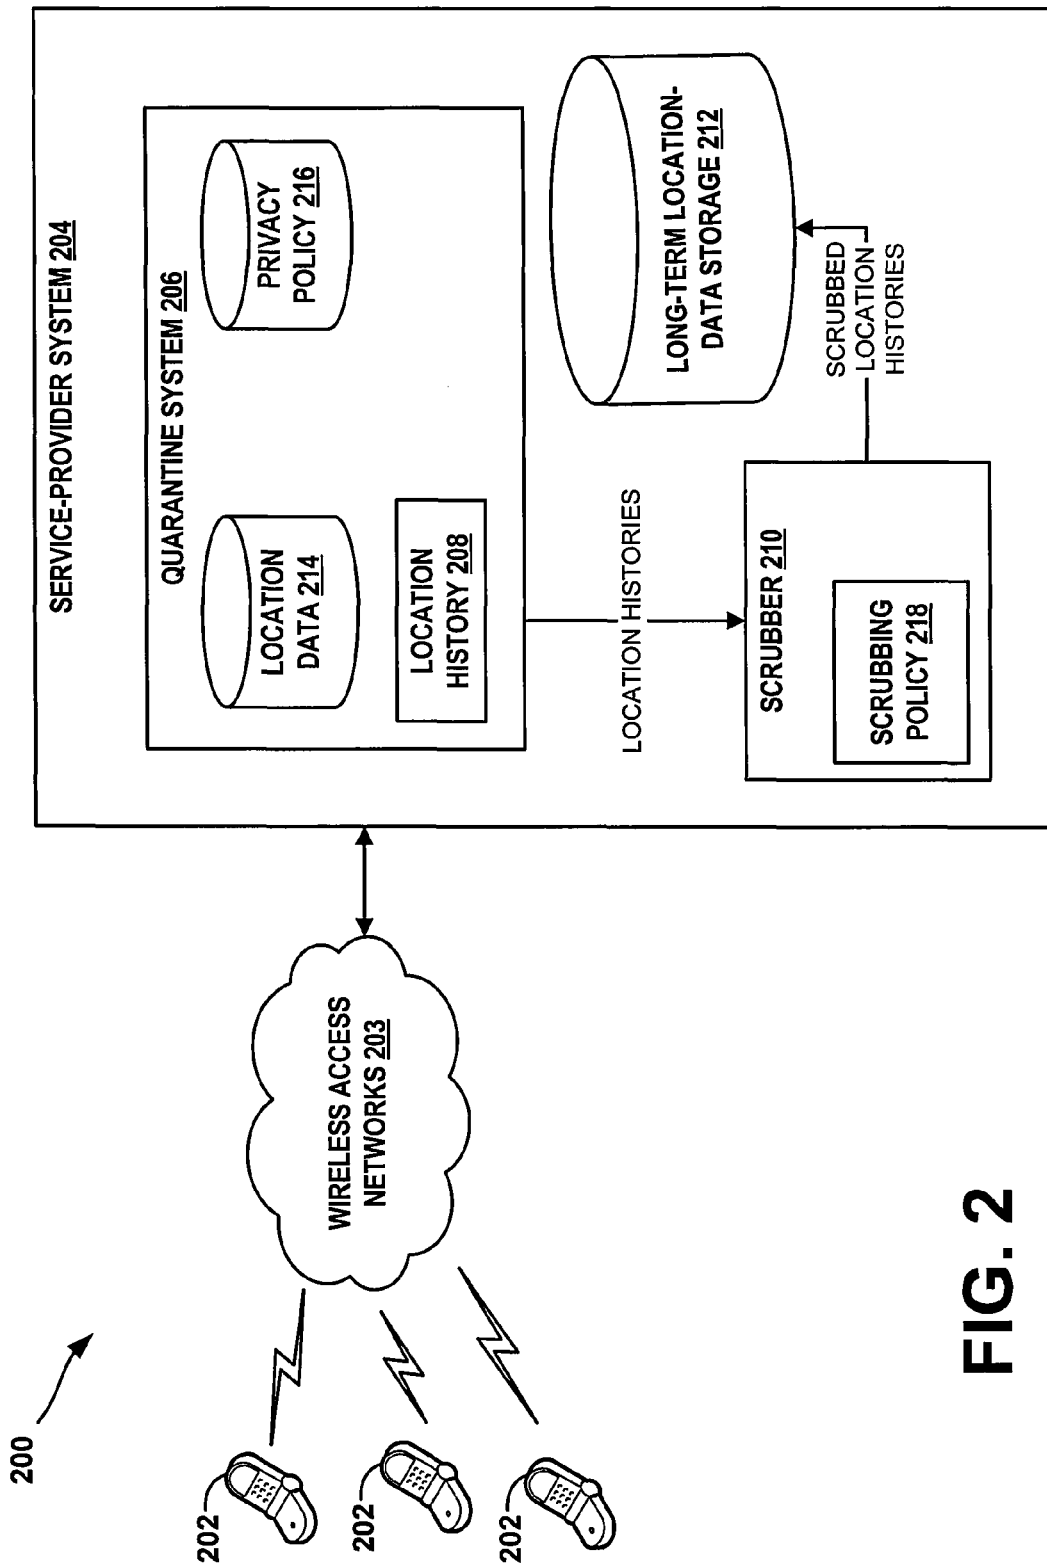 200
202
202
202
WIRELESS ACCESS
NETWORKS 203
SERVICE-PROVIDER SYSTEM 204
QUARANTINE SYSTEM 206
LOCATION
DATA 214
PRIVACY
POLICY 216
LOCATION
HISTORY 208
LOCATION HISTORIES
SCRUBBER 210
SCRUBBING
POLICY 218
LONG-TERM LOCATION-
DATA STORAGE 212
SCRUBBED
LOCATION
HISTORIES
FIG. 2